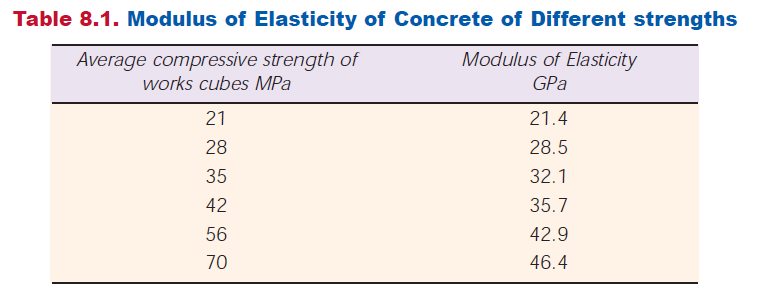 Table 8.1. Modulus of Elasticity of Concrete of Different strengths
Average compressive strength of Modulus of Elasticity
works cubes MPa GPa
21 21.4
28 28.5
35 32.1
42 35.7
56 42.9
70 46.4